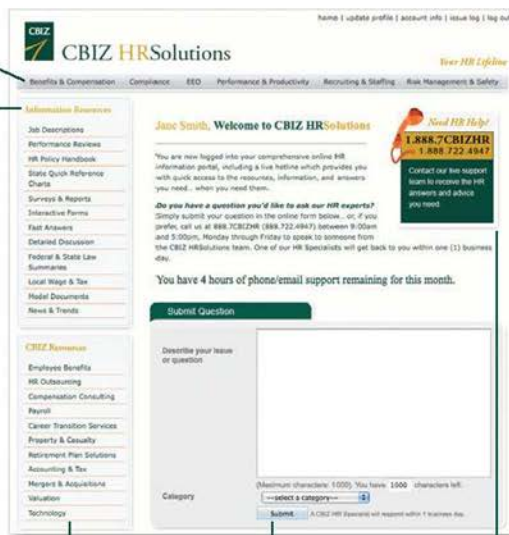 home | update profile | account info | issue log | log out
CBIZ
CBIZ HRSolutions
Your HR Lifeline
Benefits & Compensation Compliance EEO Performance & Productivity Recruiting & Staffing Risk Management & Safety
Information Resources
Job Descriptions
Performance Reviews
HR Policy Handbook
State Quick Reference
Charts
Surveys & Reports
Interactive Forms
Fast Answers
Detailed Discussion
Federal & State Law
Summaries
Local Wage & Tax
Model Documents
News & Trends
CBIZ Resources
Employee Benefits
HR Outsourcing
Compensation Consulting
Payroll
Career Transition Services
Property & Casualty
Retirement Plan Solutions
Accounting & Tax
Mergers & Acquisitions
Valuation
Technology
Jane Smith, Welcome to CBIZ HRSolutions
You are now logged into your comprehensive online HR
information portal, including a live hotline which provides you
with quick access to the resources, information, and answers
you need... when you need them.
Do you have a question you'd like to ask our HR experts?
Simply submit your question in the online form below... or, if you
prefer, call us at 888.7CBIZHR (888.722.4947) between 9:00am
and 5:00pm, Monday through Friday to speak to someone from
the CBIZ HRSolutions team. One of our HR Specialists will get back to you within one (1) business
day.
Need HR Help?
1.888.7CBIZHR
1.888.722.4947
Contact our live support
team to receive the HR
answers and advice
you need
You have 4 hours of phone/email support remaining for this month.
Submit Question
Describe your issue
or question
(Maximum characters: 1000). You have 1000 characters left.
Category
---select a category---
Submit
A CBIZ HR Specialist will respond within 1 business day.